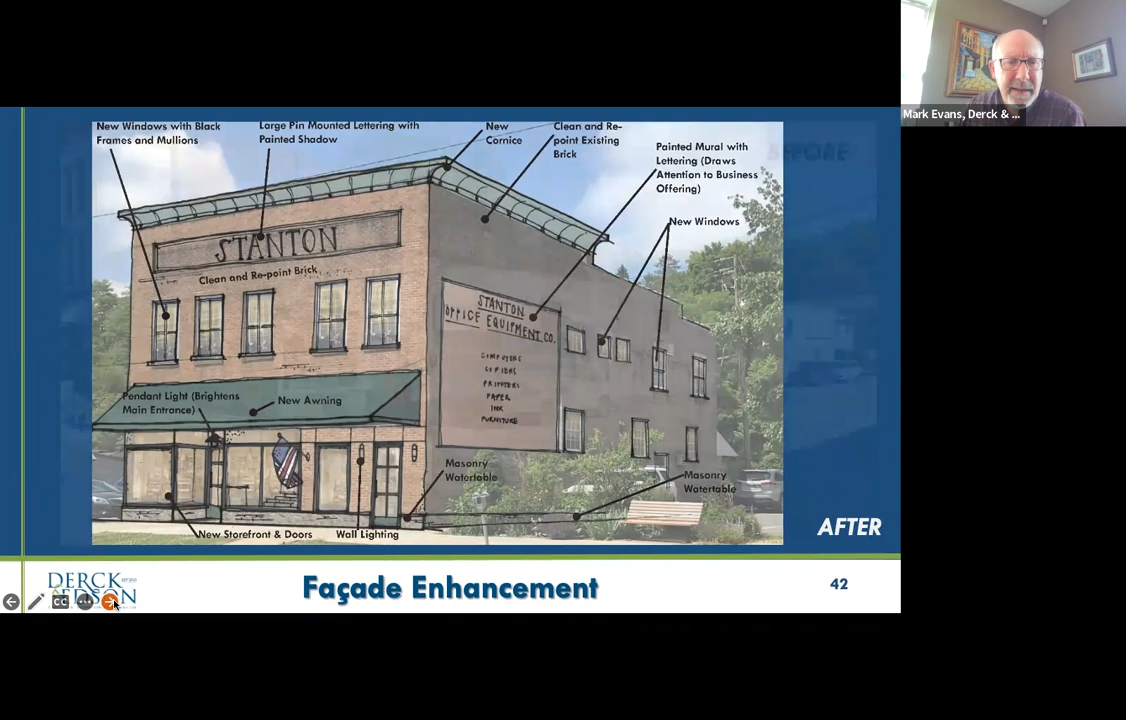 New Windows with Black
Frames and Mullions
Large Pin Mounted Lettering with
Painted Shadow
New
Cornice
Clean and Re-
point Existing
Brick
Painted Mural with
Lettering (Draws
Attention to Business
Offering)
BEFORE
New Windows
STANTON
Clean and Re-point Brick
STANTON
OFFICE EQUIPMENT CO.
COMPUTERS
COPIERS
PRINTERS
PAPER
INK
FURNITURE
Pendant Light (Brightens
Main Entrance)
New Awning
Masonry
Watertable
Masonry
Watertable
New Storefront & Doors
Wall Lighting
AFTER
DERCK
EDSON
Façade Enhancement
42
CC
Mark Evans, Derck & ...